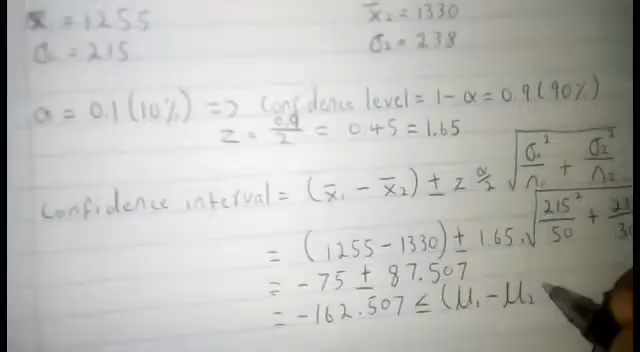 x̄ = 1255 x̄₂ = 1330
σ = 215 σ₂ = 238
α = 0.1 (10%) => Confidence level = 1 - α = 0.9 (90%)
z . 0.9/2 = 0.45 = 1.65
Confidence interval = (x̄₁ - x̄₂) ± z α/2 √(σ₁²/n₁ + σ₂²/n₂)
= (1255 - 1330) ± 1.65 . √(215²/50 +
= -75 ± 87.507
= -162.507 ≤ (μ₁ - μ₂